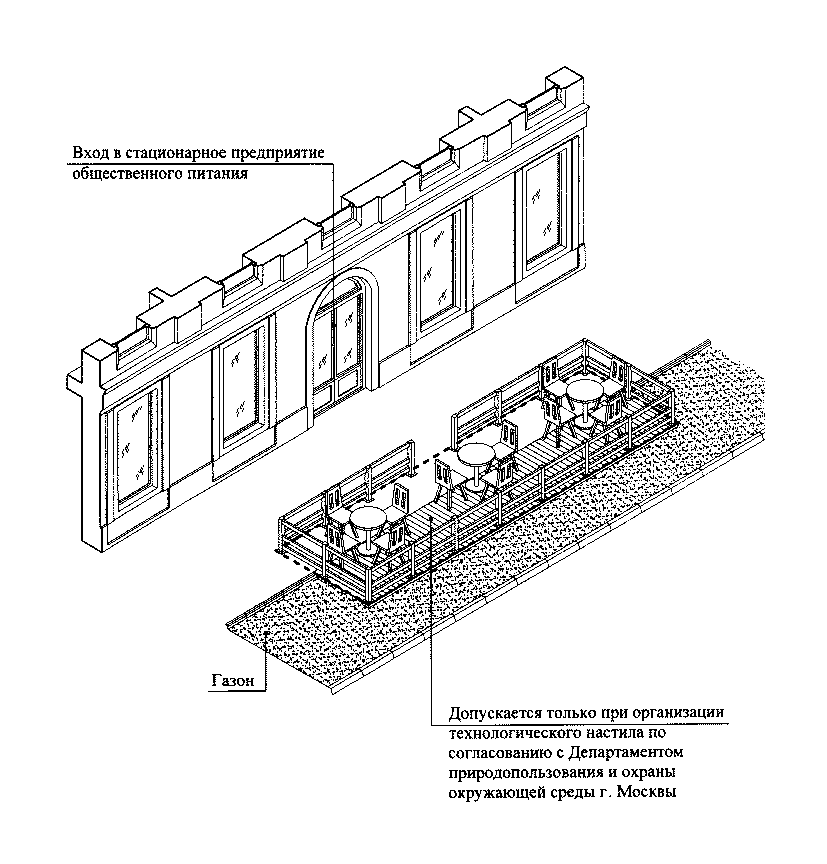 Вход в стационарное предприятие
общественного питания
Газон
Допускается только при организации
технологического настила по
согласованию с Департаментом
природопользования и охраны
окружающей среды г. Москвы